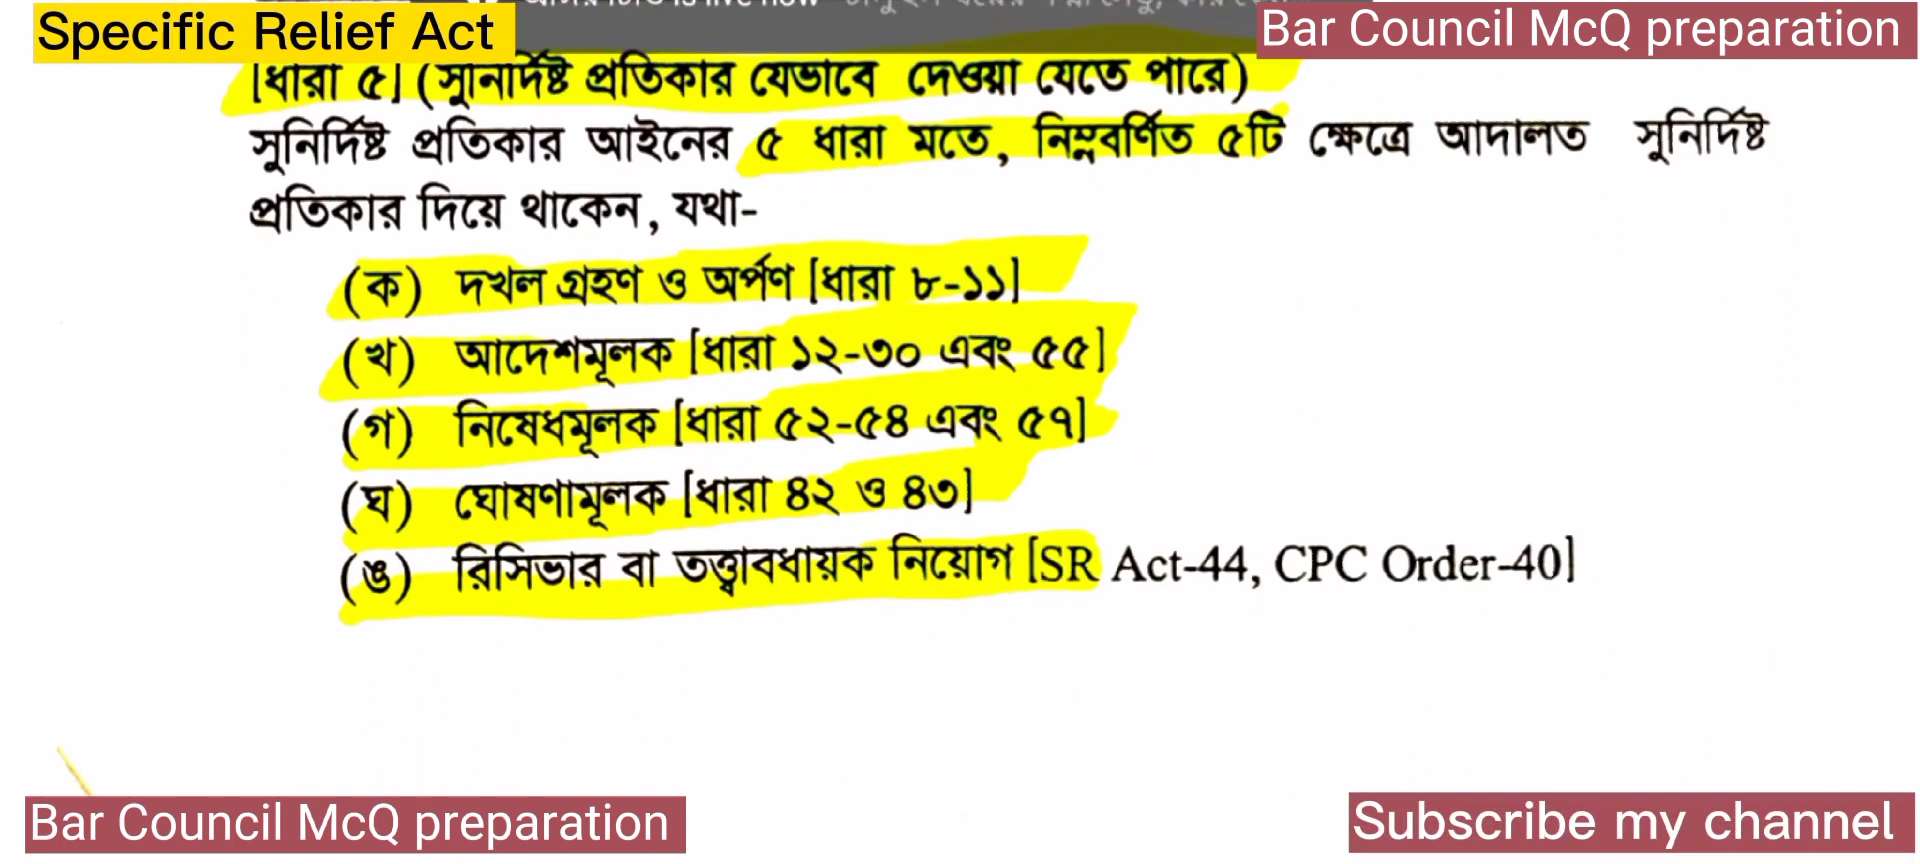 Specific Relief Act
is live now
Bar Council McQ preparation
[ধারা ৫] (সুনির্দিষ্ট প্রতিকার যেভাবে দেওয়া যেতে পারে)
সুনির্দিষ্ট প্রতিকার আইনের ৫ ধারা মতে, নিম্নবর্ণিত ৫টি ক্ষেত্রে আদালত সুনির্দিষ্ট
প্রতিকার দিয়ে থাকেন, যথা-
(ক) দখল গ্রহণ ও অর্পণ [ধারা ৮-১১]
(খ) আদেশমূলক [ধারা ১২-৩০ এবং ৫৫]
(গ) নিষেধমূলক [ধারা ৫২-৫৪ এবং ৫৭]
(ঘ) ঘোষণামূলক [ধারা ৪২ ও ৪৩]
(ঙ) রিসিভার বা তত্ত্বাবধায়ক নিয়োগ [SR Act-44, CPC Order-40]
Bar Council McQ preparation
Subscribe my channel